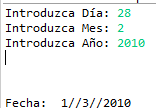 Introduzca Día: 28
Introduzca Mes: 2
Introduzca Año: 2010
Fecha:  1//3//2010